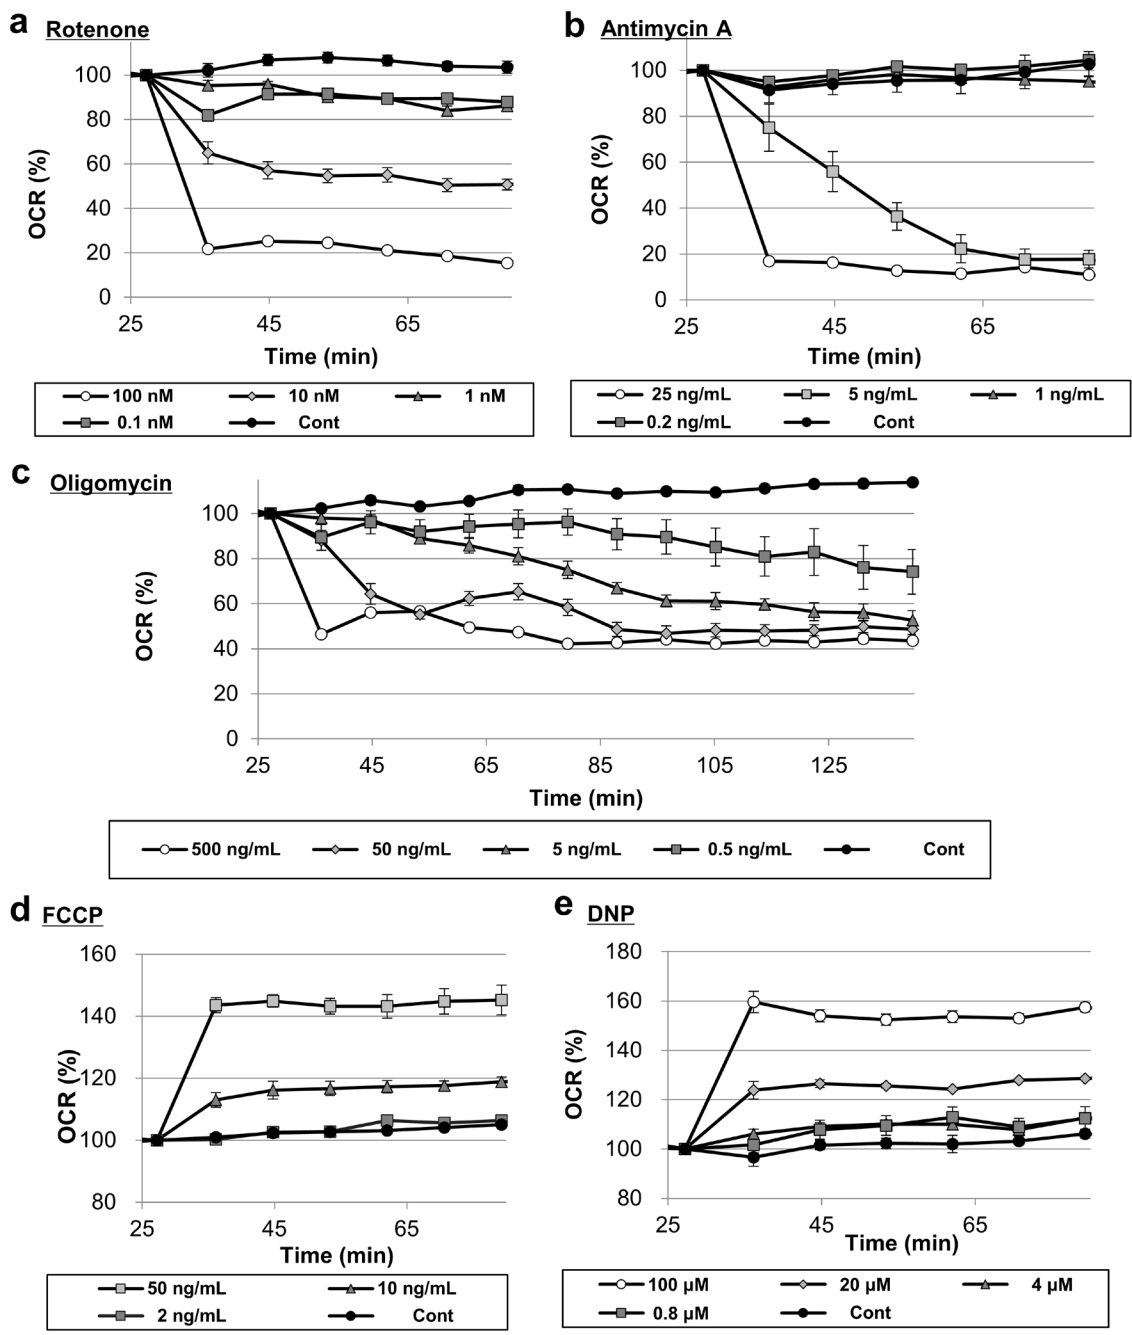 a Rotenone
100
80
60
40
20
0
OCR (%)
25 45 65
Time (min)
100 nM 10 nM 1 nM
0.1 nM Cont
b Antimycin A
100
80
60
40
20
0
OCR (%)
25 45 65
Time (min)
25 ng/mL 5 ng/mL 1 ng/mL
0.2 ng/mL Cont
c Oligomycin
100
80
60
40
20
0
OCR (%)
25 45 65 85 105 125
Time (min)
500 ng/mL 50 ng/mL 5 ng/mL 0.5 ng/mL Cont
d FCCP
160
140
120
100
80
OCR (%)
25 45 65
Time (min)
50 ng/mL 10 ng/mL
2 ng/mL Cont
e DNP
180
160
140
120
100
80
OCR (%)
25 45 65
Time (min)
100 µM 20 µM 4 µM
0.8 µM Cont